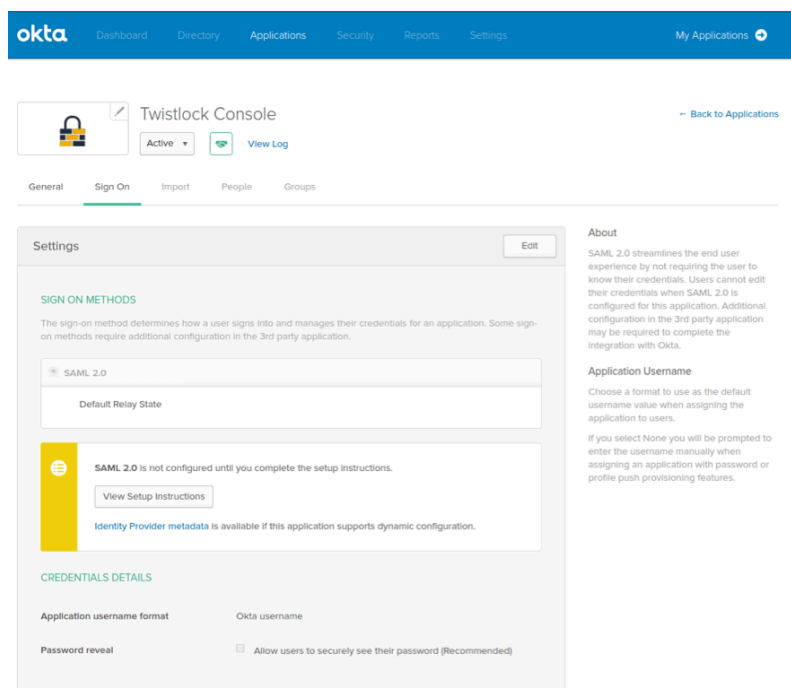 okta
Dashboard
Directory
Applications
Security
Reports
Settings
My Applications
Twistlock Console
← Back to Applications
Active
View Log
General
Sign On
Import
People
Groups
Settings
Edit
SIGN ON METHODS
The sign-on method determines how a user signs into and manages their credentials for an application. Some sign-
on methods require additional configuration in the 3rd party application.
SAML 2.0
Default Relay State
SAML 2.0 is not configured until you complete the setup instructions.
View Setup Instructions
Identity Provider metadata is available if this application supports dynamic configuration.
CREDENTIALS DETAILS
Application username format
Okta username
Password reveal
Allow users to securely see their password (Recommended)
About
SAML 2.0 streamlines the end user
experience by not requiring the user to
know their credentials. Users cannot edit
their credentials when SAML 2.0 is
configured for this application. Additional
configuration in the 3rd party application
may be required to complete the
integration with Okta.
Application Username
Choose a format to use as the default
username value when assigning the
application to users.
If you select None you will be prompted to
enter the username manually when
assigning an application with password or
profile push provisioning features.